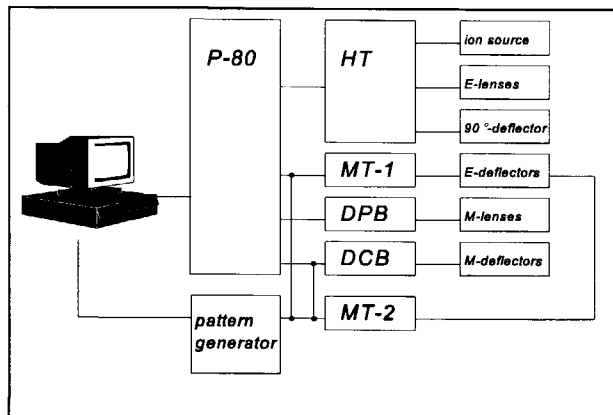 P-80
HT
ion source
E-lenses
90°-deflector
MT-1
E-deflectors
DPB
M-lenses
DCB
M-deflectors
pattern
generator
MT-2